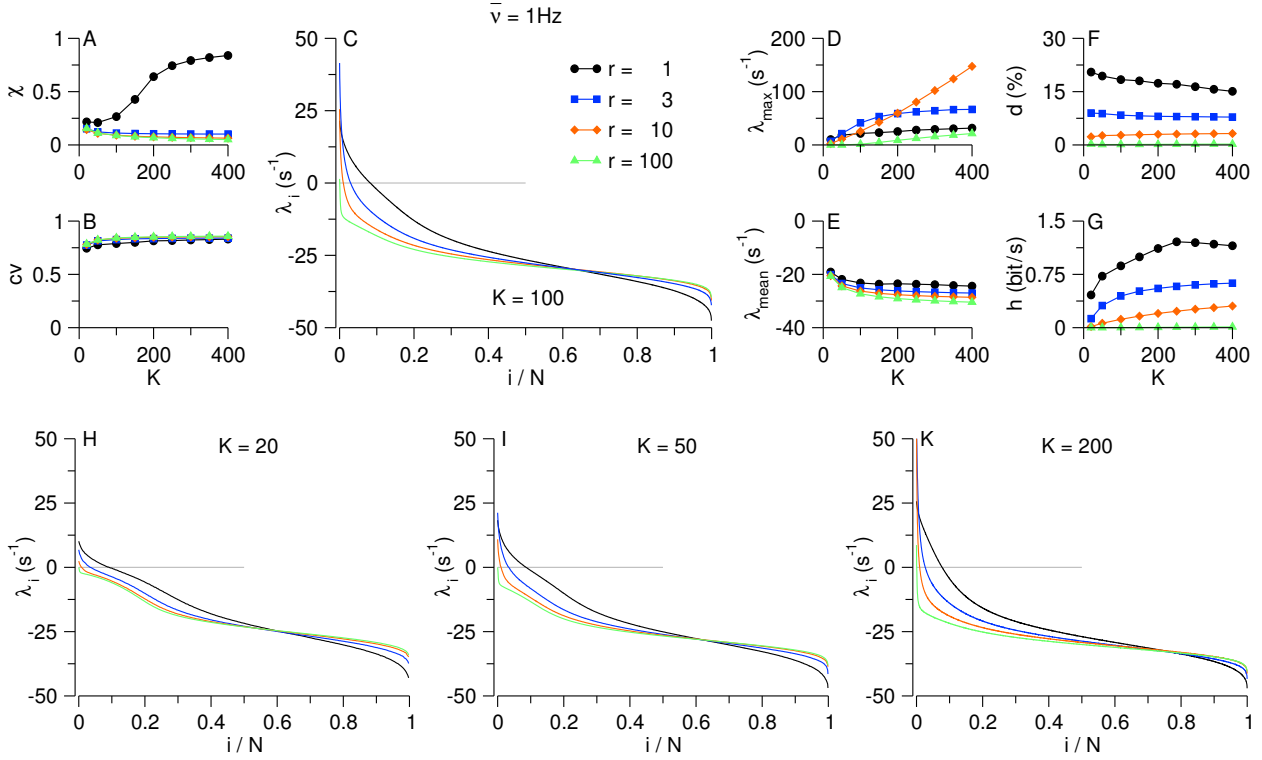 ν̄ = 1Hz
A
χ
1
0.5
0
0 200 400
B
cv
1
0.5
0
0 200 400
K
C
λ_i (s⁻¹)
50
25
0
-25
-50
0 0.2 0.4 0.6 0.8 1
i / N
K = 100
r = 1
r = 3
r = 10
r = 100
D
λ_max (s⁻¹)
200
100
0
0 200 400
E
λ_mean (s⁻¹)
-0
-20
-40
0 200 400
K
F
d (%)
30
15
0
0 200 400
G
h (bit/s)
1.5
0.75
0
0 200 400
K
H
K = 20
λ_i (s⁻¹)
50
25
0
-25
-50
0 0.2 0.4 0.6 0.8 1
i / N
I
K = 50
λ_i (s⁻¹)
50
25
0
-25
-50
0 0.2 0.4 0.6 0.8 1
i / N
K
K = 200
λ_i (s⁻¹)
50
25
0
-25
-50
0 0.2 0.4 0.6 0.8 1
i / N